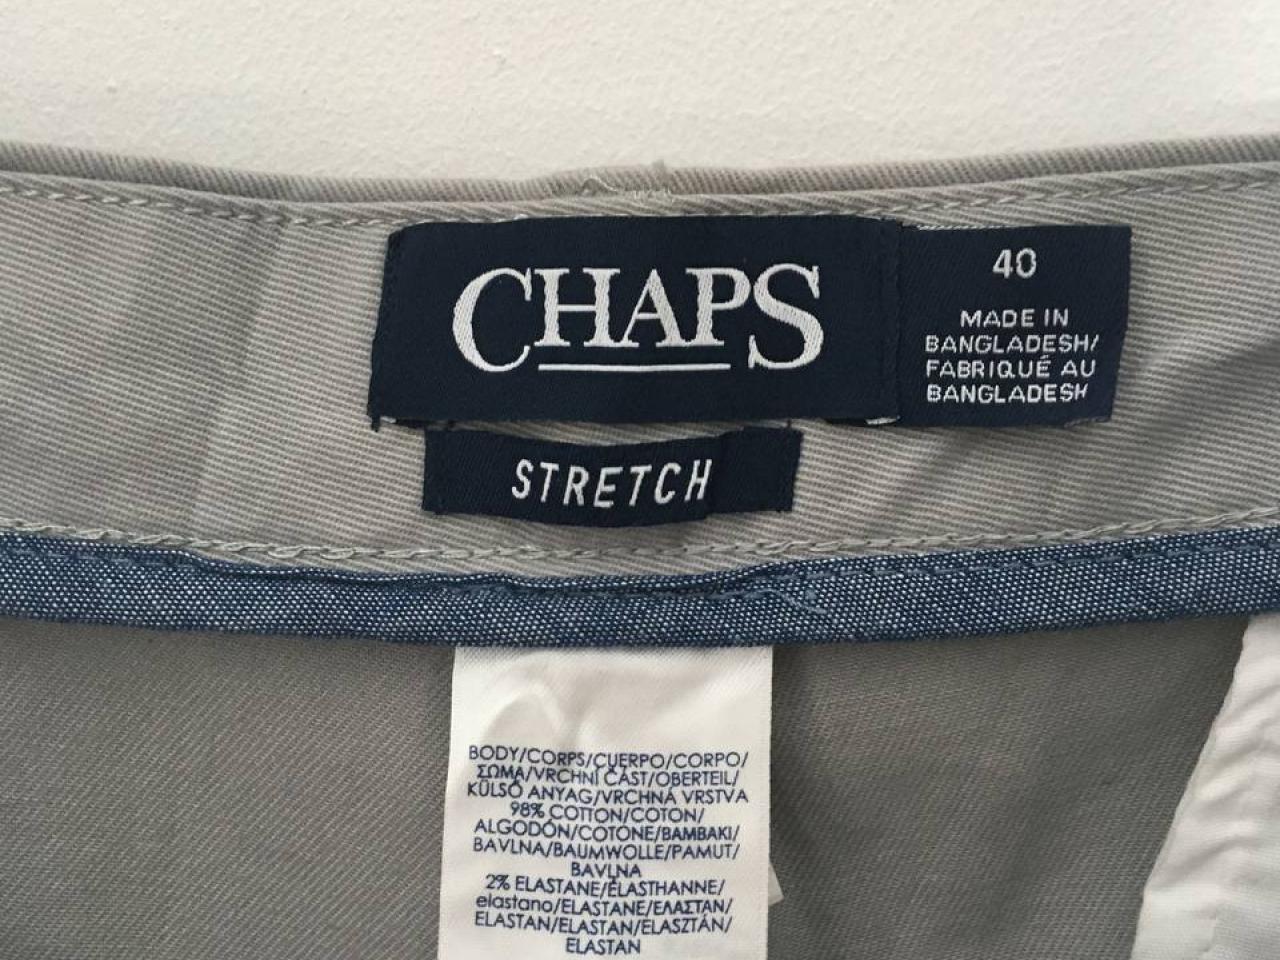 CHAPS
40
MADE IN
BANGLADESH/
FABRIQUÉ AU
BANGLADESH
STRETCH
BODY/CORPS/CUERPO/CORPO/
ΣΩΜΑ/VRCHNÍ ČÁST/OBERTEIL/
KÜLSŐ ANYAG/VRCHNÁ VRSTVA
98% COTTON/COTON/
ALGODÓN/COTONE/ΒΑΜΒΑΚΙ/
BAVLNA/BAUMWOLLE/PAMUT/
BAVLNA
2% ELASTANE/ÉLASTHANNE/
elastano/ELASTANE/ΕΛΑΣΤΑΝ/
ELASTAN/ELASTAN/ELASZTÁN/
ELASTAN